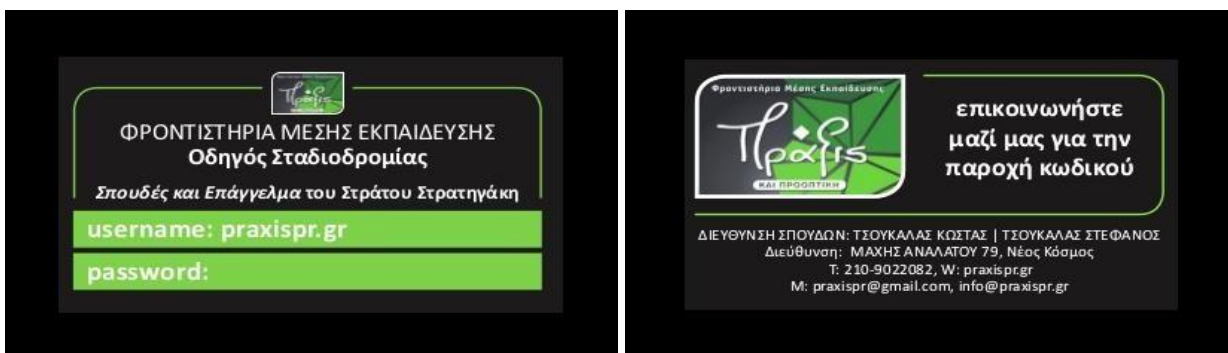 Πράξις
ΦΡΟΝΤΙΣΤΗΡΙΑ ΜΕΣΗΣ ΕΚΠΑΙΔΕΥΣΗΣ
Οδηγός Σταδιοδρομίας
Σπουδές και Επάγγελμα του Στράτου Στρατηγάκη
username: praxispr.gr
password:
Φροντιστήριο Μέσης Εκπαίδευσης
Πράξις
ΚΑΙ ΠΡΟΟΠΤΙΚΗ
επικοινωνήστε
μαζί μας για την
παροχή κωδικού
ΔΙΕΥΘΥΝΣΗ ΣΠΟΥΔΩΝ: ΤΣΟΥΚΑΛΑΣ ΚΩΣΤΑΣ | ΤΣΟΥΚΑΛΑΣ ΣΤΕΦΑΝΟΣ
Διεύθυνση: ΜΑΧΗΣ ΑΝΑΛΑΤΟΥ 79, Νέος Κόσμος
Τ: 210-9022082, W: praxispr.gr
M: praxispr@gmail.com, info@praxispr.gr